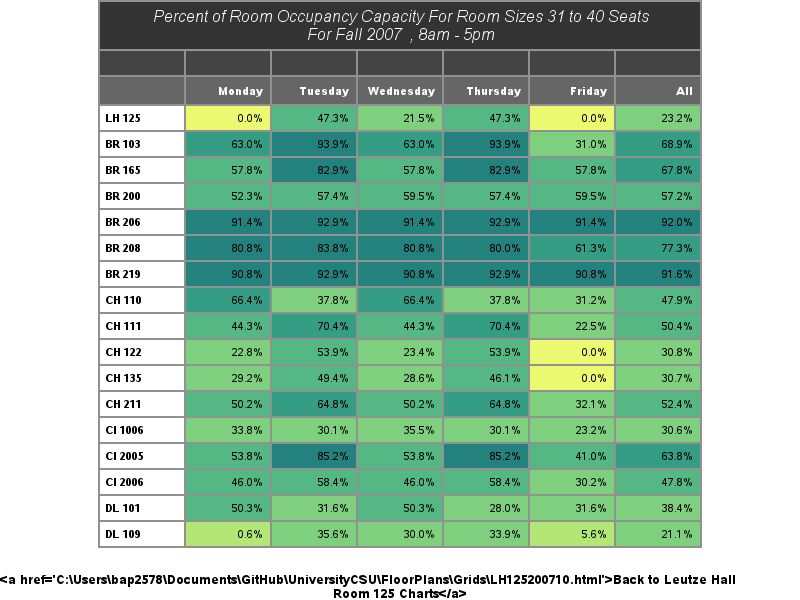 Percent of Room Occupancy Capacity For Room Sizes 31 to 40 Seats
For Fall 2007 , 8am - 5pm
Monday Tuesday Wednesday Thursday Friday All
LH 125 0.0% 47.3% 21.5% 47.3% 0.0% 23.2%
BR 103 63.0% 93.9% 63.0% 93.9% 31.0% 68.9%
BR 165 57.8% 82.9% 57.8% 82.9% 57.8% 67.8%
BR 200 52.3% 57.4% 59.5% 57.4% 59.5% 57.2%
BR 206 91.4% 92.9% 91.4% 92.9% 91.4% 92.0%
BR 208 80.8% 83.8% 80.8% 80.0% 61.3% 77.3%
BR 219 90.8% 92.9% 90.8% 92.9% 90.8% 91.6%
CH 110 66.4% 37.8% 66.4% 37.8% 31.2% 47.9%
CH 111 44.3% 70.4% 44.3% 70.4% 22.5% 50.4%
CH 122 22.8% 53.9% 23.4% 53.9% 0.0% 30.8%
CH 135 29.2% 49.4% 28.6% 46.1% 0.0% 30.7%
CH 211 50.2% 64.8% 50.2% 64.8% 32.1% 52.4%
CI 1006 33.8% 30.1% 35.5% 30.1% 23.2% 30.6%
CI 2005 53.8% 85.2% 53.8% 85.2% 41.0% 63.8%
CI 2006 46.0% 58.4% 46.0% 58.4% 30.2% 47.8%
DL 101 50.3% 31.6% 50.3% 28.0% 31.6% 38.4%
DL 109 0.6% 35.6% 30.0% 33.9% 5.6% 21.1%
<a href='C:\Users\bap2578\Documents\GitHub\UniversityCSU\FloorPlans\Grids\LH125200710.html'>Back to Leutze Hall
Room 125 Charts</a>